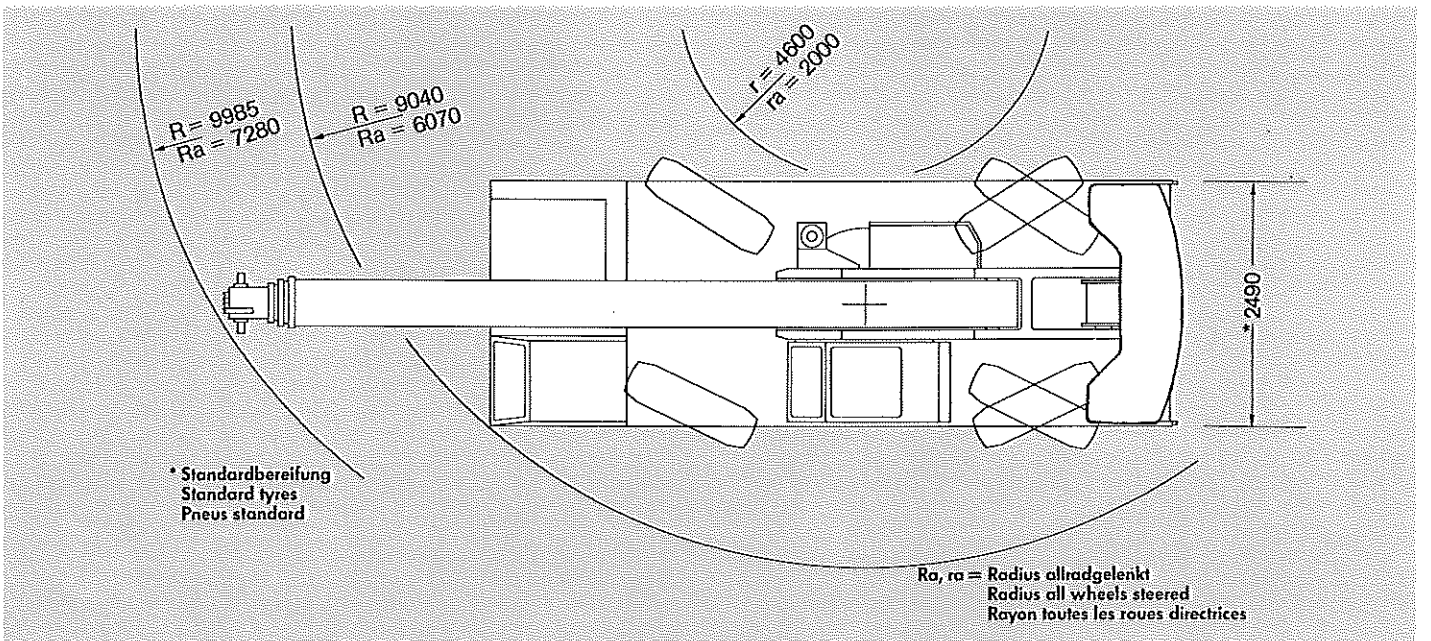 R = 9985
Ra = 7280
R = 9040
Ra = 6070
r = 4600
ra = 2000
*2490
* Standardbereifung
Standard tyres
Pneus standard
Ra, ra = Radius allradgelenkt
Radius all wheels steered
Rayon toutes les roues directrices